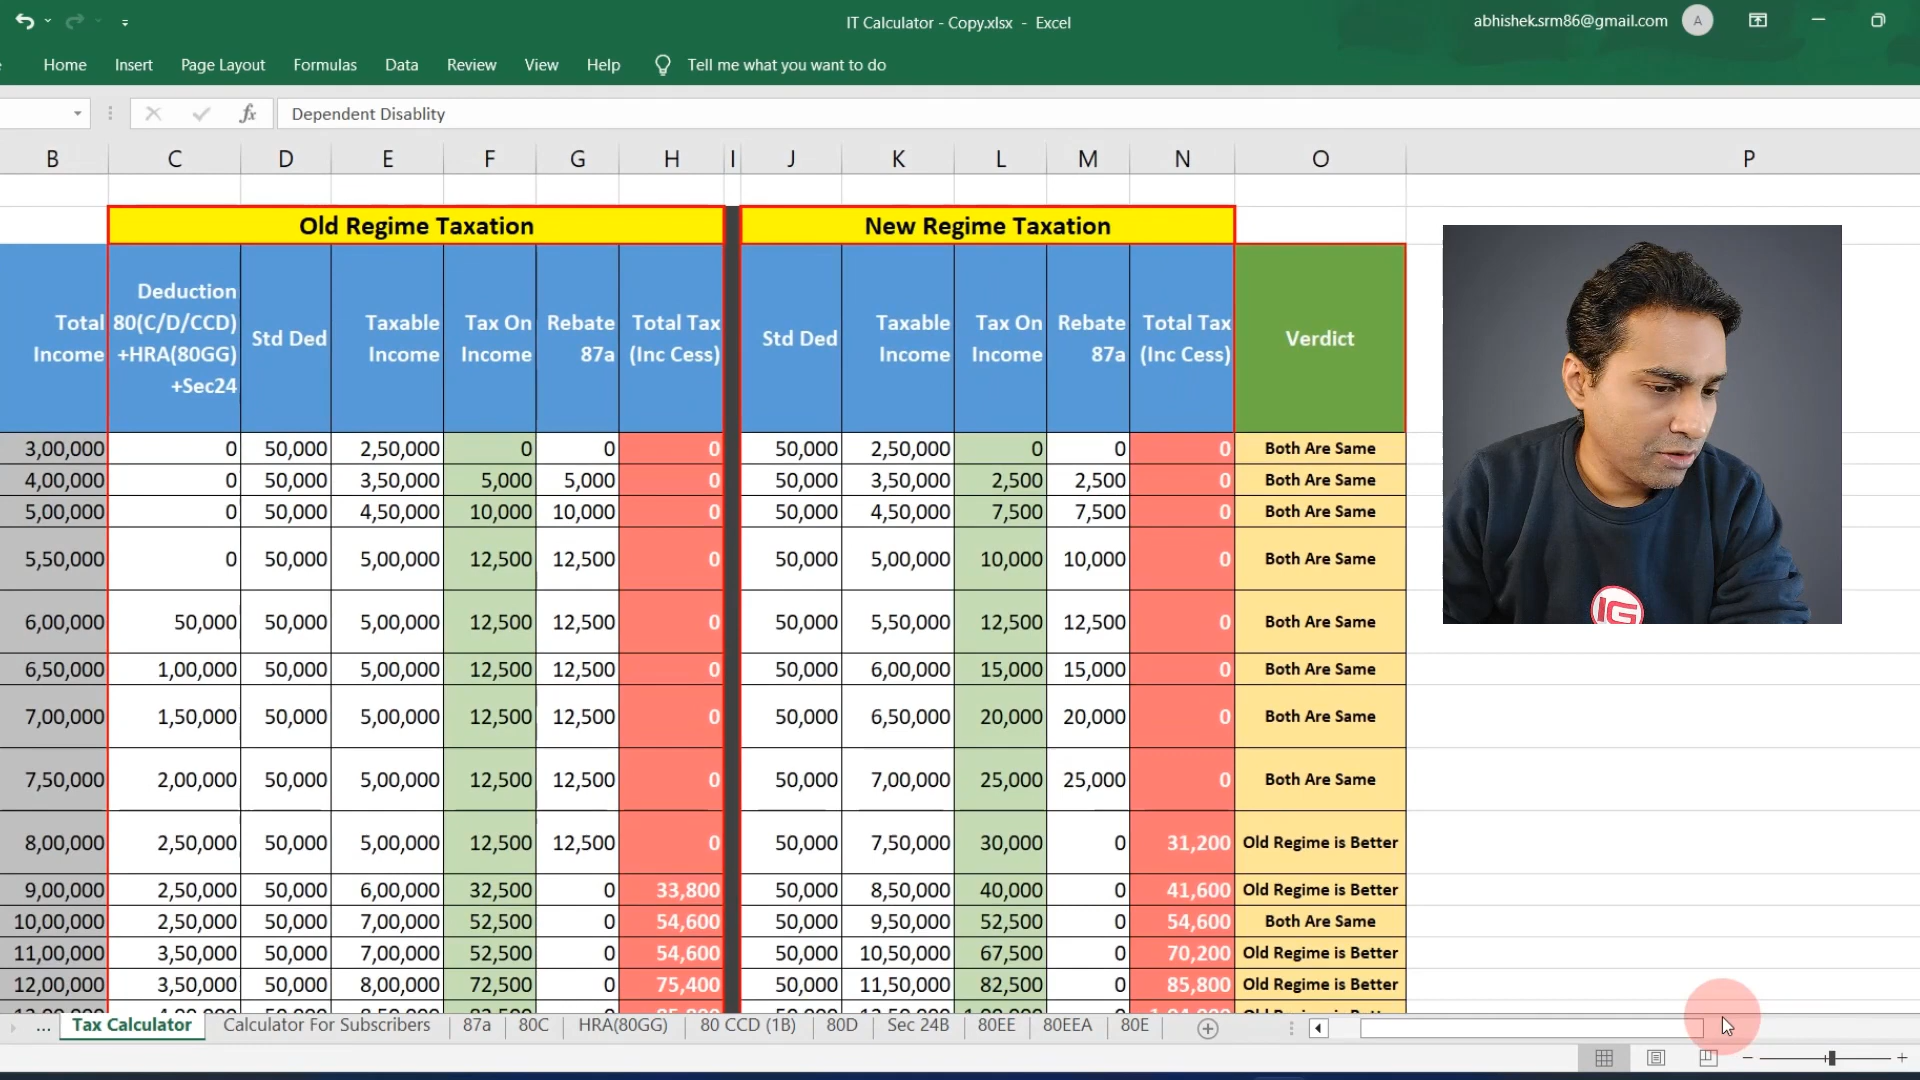 IT Calculator - Copy.xlsx - Excel
abhishek.srm86@gmail.com
A
Home Insert Page Layout Formulas Data Review View Help Tell me what you want to do
fx Dependent Disablity
B C D E F G H I J K L M N O P
Old Regime Taxation New Regime Taxation
Total Income
Deduction 80(C/D/CCD) +HRA(80GG) +Sec24
Std Ded
Taxable Income
Tax On Income
Rebate 87a
Total Tax (Inc Cess)
Std Ded
Taxable Income
Tax On Income
Rebate 87a
Total Tax (Inc Cess)
Verdict
3,00,000 0 50,000 2,50,000 0 0 0 50,000 2,50,000 0 0 0 Both Are Same
4,00,000 0 50,000 3,50,000 5,000 5,000 0 50,000 3,50,000 2,500 2,500 0 Both Are Same
5,00,000 0 50,000 4,50,000 10,000 10,000 0 50,000 4,50,000 7,500 7,500 0 Both Are Same
5,50,000 0 50,000 5,00,000 12,500 12,500 0 50,000 5,00,000 10,000 10,000 0 Both Are Same
6,00,000 50,000 50,000 5,00,000 12,500 12,500 0 50,000 5,50,000 12,500 12,500 0 Both Are Same
6,50,000 1,00,000 50,000 5,00,000 12,500 12,500 0 50,000 6,00,000 15,000 15,000 0 Both Are Same
7,00,000 1,50,000 50,000 5,00,000 12,500 12,500 0 50,000 6,50,000 20,000 20,000 0 Both Are Same
7,50,000 2,00,000 50,000 5,00,000 12,500 12,500 0 50,000 7,00,000 25,000 25,000 0 Both Are Same
8,00,000 2,50,000 50,000 5,00,000 12,500 12,500 0 50,000 7,50,000 30,000 0 31,200 Old Regime is Better
9,00,000 2,50,000 50,000 6,00,000 32,500 0 33,800 50,000 8,50,000 40,000 0 41,600 Old Regime is Better
10,00,000 2,50,000 50,000 7,00,000 52,500 0 54,600 50,000 9,50,000 52,500 0 54,600 Both Are Same
11,00,000 3,50,000 50,000 7,00,000 52,500 0 54,600 50,000 10,50,000 67,500 0 70,200 Old Regime is Better
12,00,000 3,50,000 50,000 8,00,000 72,500 0 75,400 50,000 11,50,000 82,500 0 85,800 Old Regime is Better
... Tax Calculator Calculator For Subscribers 87a 80C HRA(80GG) 80 CCD (1B) 80D Sec 24B 80EE 80EEA 80E
IG